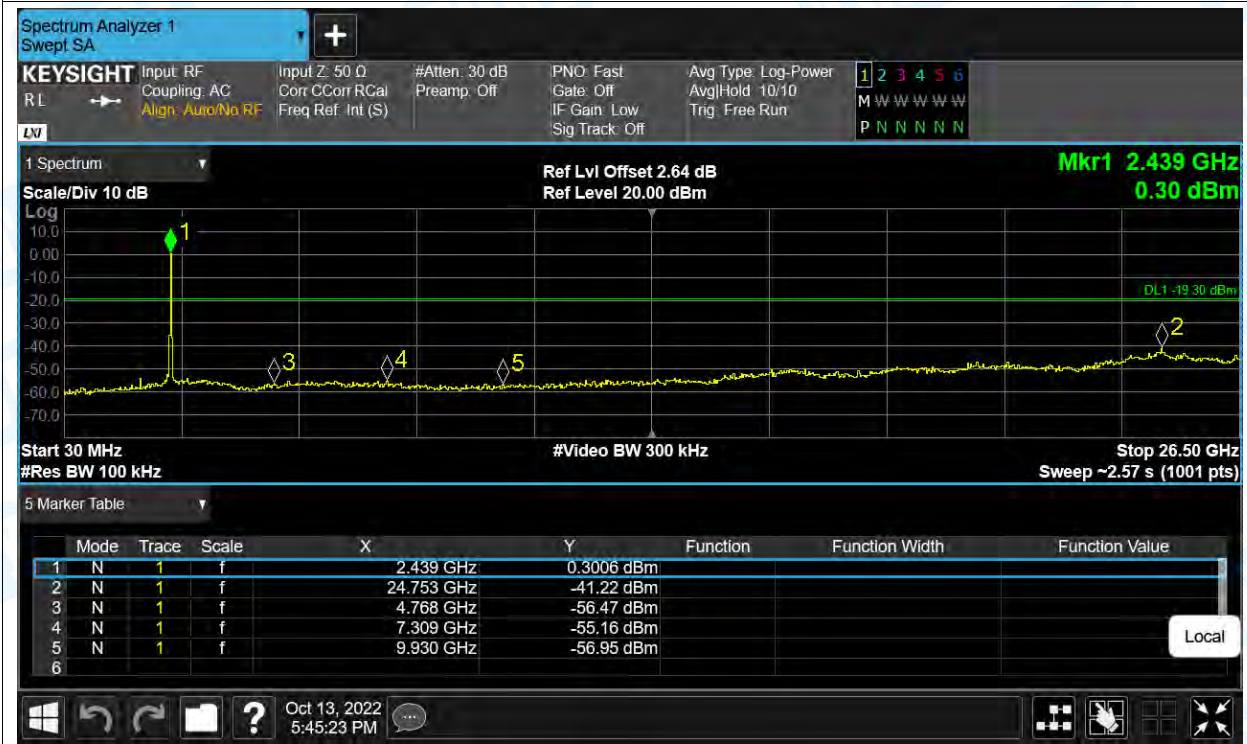 Spectrum Analyzer 1
Swept SA
KEYSIGHT
R L
LXI
Input: RF
Coupling: AC
Align: Auto/No RF
Input Z: 50 Ω
Corr CCorr RCal
Freq Ref: Int (S)
#Atten: 30 dB
Preamp: Off
PNO: Fast
Gate: Off
IF Gain: Low
Sig Track: Off
Avg Type: Log-Power
Avg|Hold: 10/10
Trig: Free Run
1 2 3 4 5 6
M W W W W W
P N N N N N
1 Spectrum
Scale/Div 10 dB
Ref Lvl Offset 2.64 dB
Ref Level 20.00 dBm
Mkr1 2.439 GHz
0.30 dBm
Log
10.0
0.00
-10.0
-20.0
-30.0
-40.0
-50.0
-60.0
-70.0
1
3
4
5
2
DL1 -19.30 dBm
Start 30 MHz
#Video BW 300 kHz
Stop 26.50 GHz
#Res BW 100 kHz
Sweep ~2.57 s (1001 pts)
5 Marker Table
Mode Trace Scale X Y Function Function Width Function Value
1 N 1 f 2.439 GHz 0.3006 dBm
2 N 1 f 24.753 GHz -41.22 dBm
3 N 1 f 4.768 GHz -56.47 dBm
4 N 1 f 7.309 GHz -55.16 dBm
5 N 1 f 9.930 GHz -56.95 dBm
6
Local
?
Oct 13, 2022
5:45:23 PM